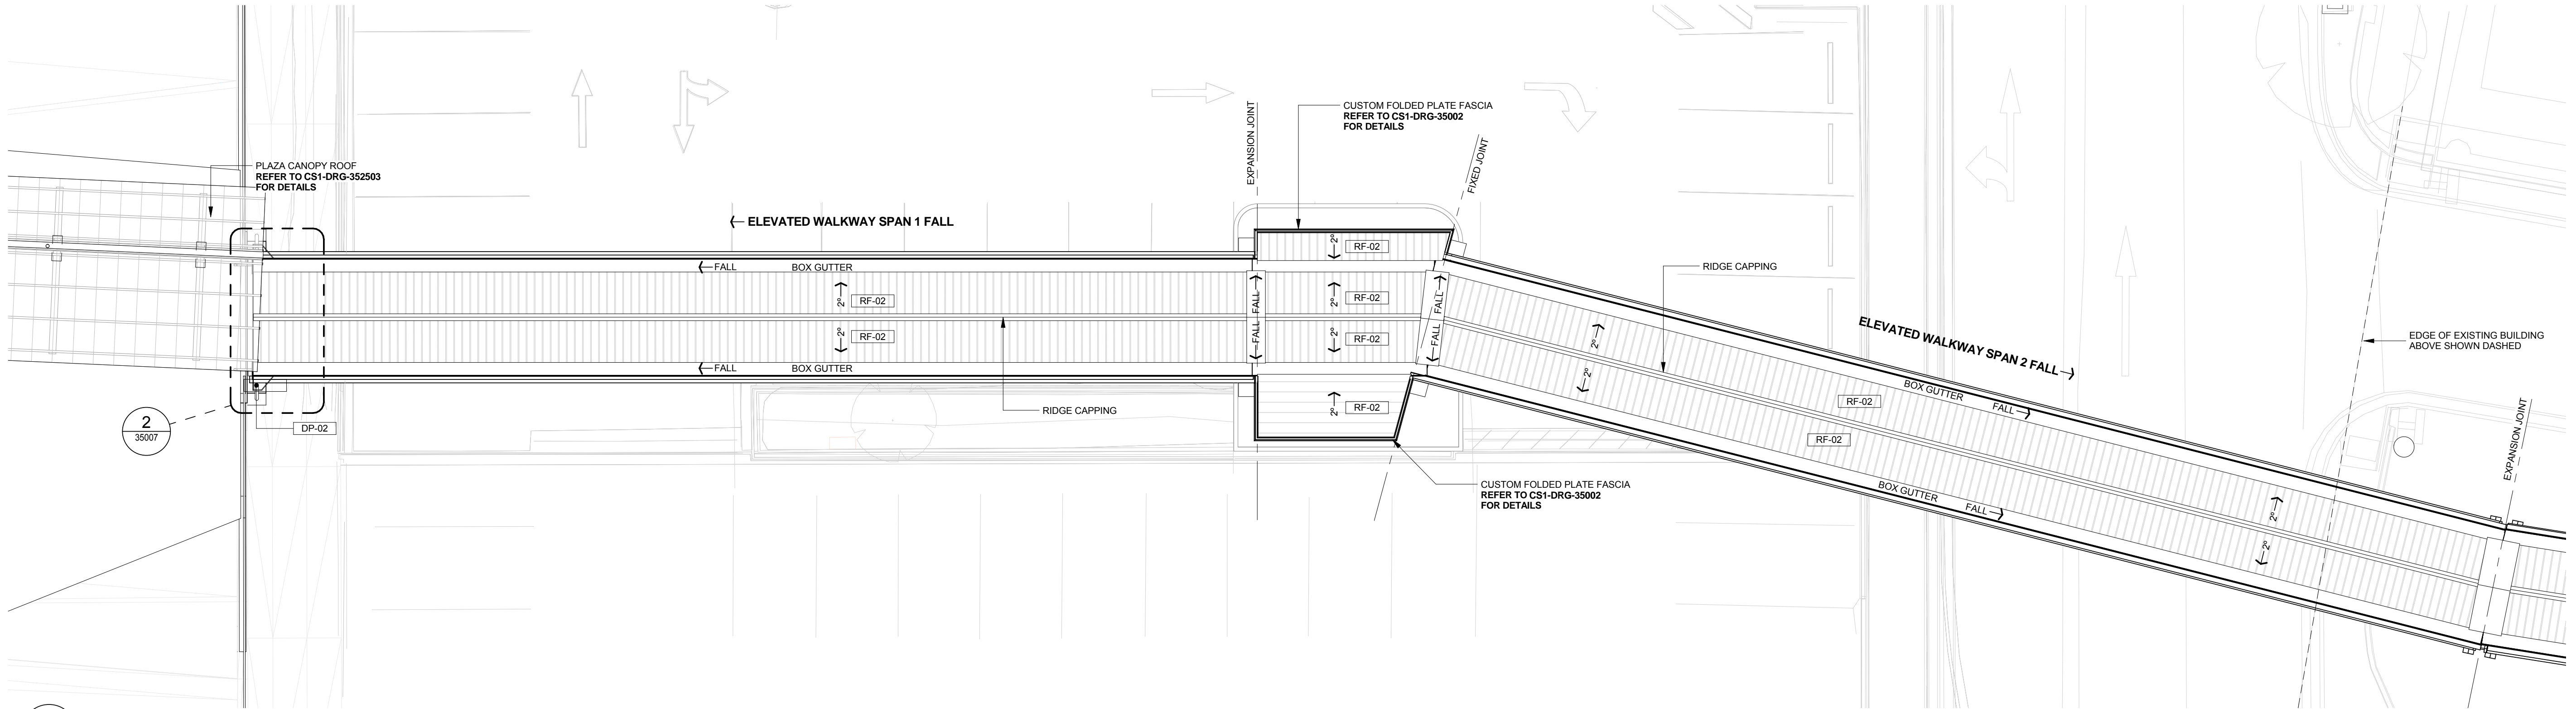 PLAZA CANOPY ROOF
REFER TO CS1-DRG-352503
FOR DETAILS
← ELEVATED WALKWAY SPAN 1 FALL
← FALL
BOX GUTTER
2°
RF-02
2°
RF-02
← FALL
BOX GUTTER
RIDGE CAPPING
2
35007
DP-02
EXPANSION JOINT
CUSTOM FOLDED PLATE FASCIA
REFER TO CS1-DRG-35002
FOR DETAILS
FIXED JOINT
2°
RF-02
FALL
FALL
2°
RF-02
2°
RF-02
FALL
FALL
2°
RF-02
CUSTOM FOLDED PLATE FASCIA
REFER TO CS1-DRG-35002
FOR DETAILS
RIDGE CAPPING
ELEVATED WALKWAY SPAN 2 FALL →
2°
2°
RF-02
RF-02
BOX GUTTER
FALL →
BOX GUTTER
FALL →
2°
2°
EDGE OF EXISTING BUILDING
ABOVE SHOWN DASHED
EXPANSION JOINT